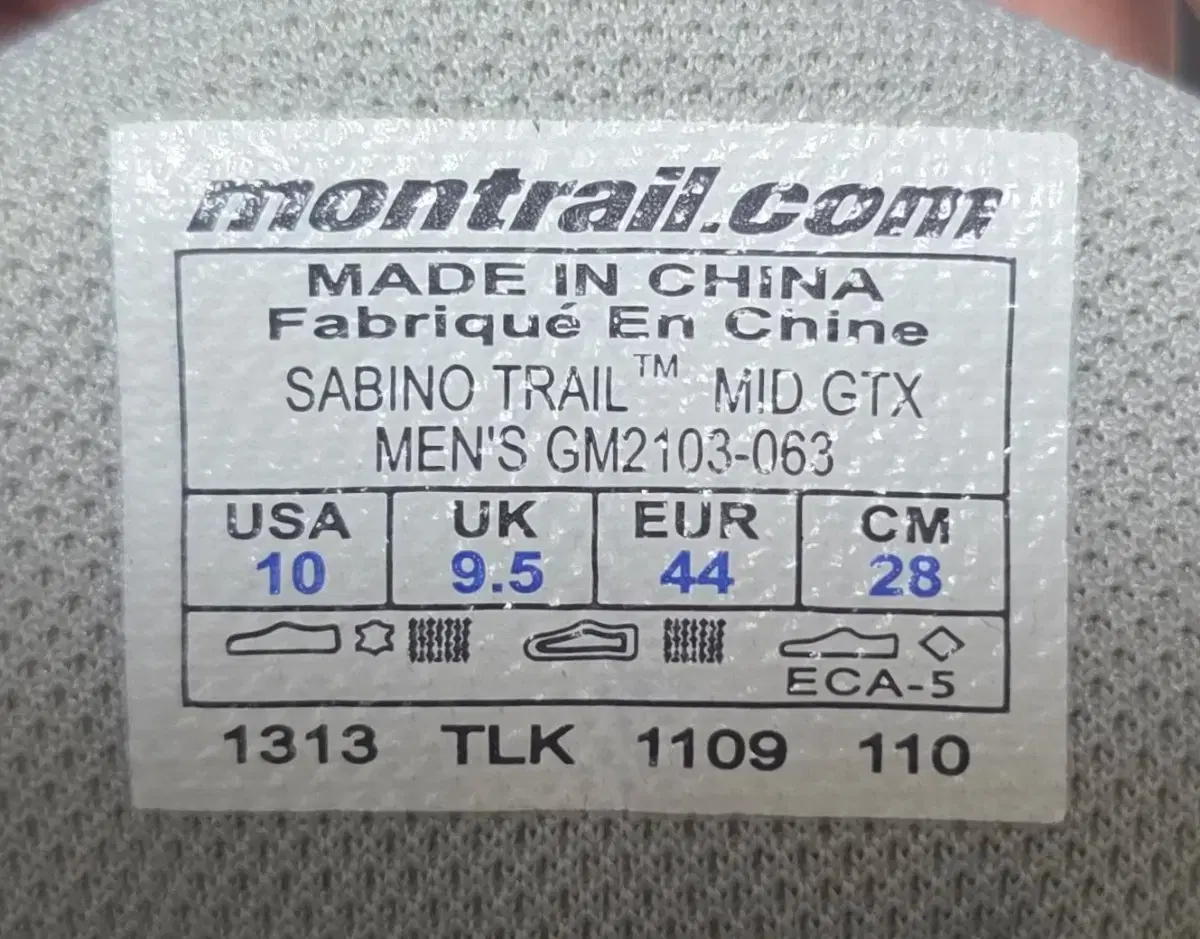 montrail.com
MADE IN CHINA
Fabriqué En Chine
SABINO TRAIL™ MID GTX
MEN'S GM2103-063
USA UK EUR CM
10 9.5 44 28
ECA-5
1313 TLK 1109 110